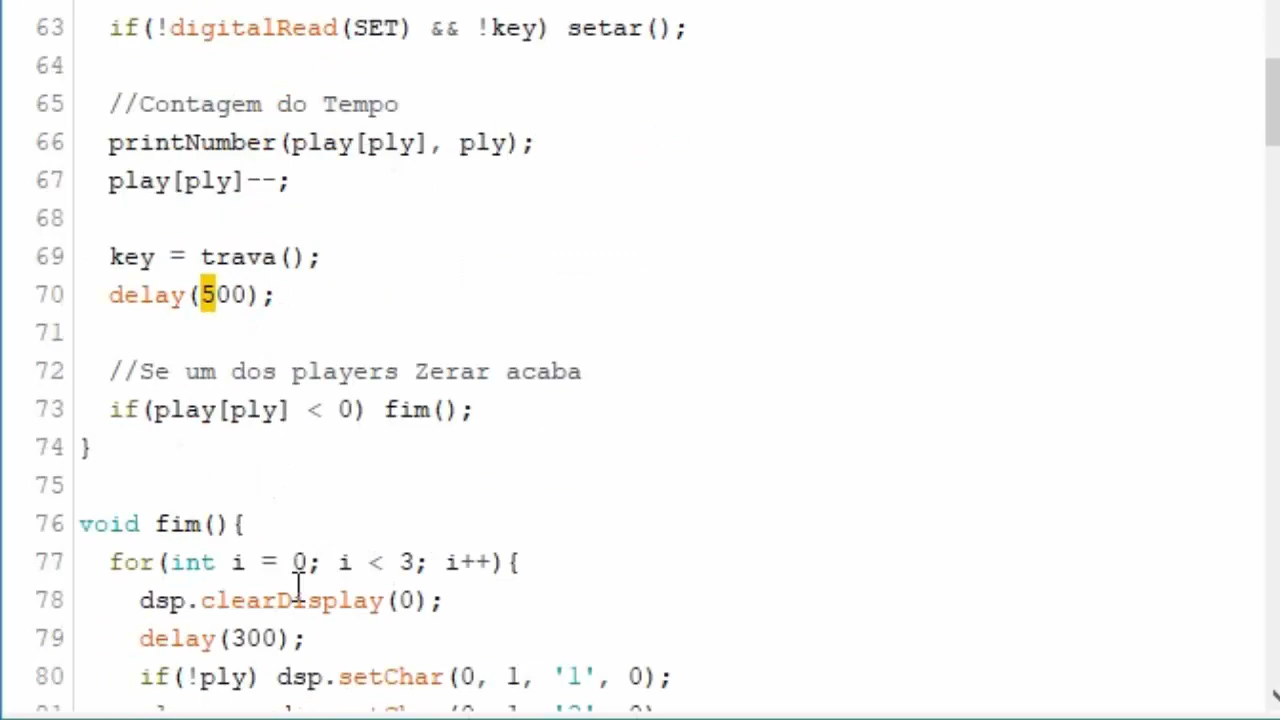 63 if(!digitalRead(SET) && !key) setar();
64
65 //Contagem do Tempo
66 printNumber(play[ply], ply);
67 play[ply]--;
68
69 key = trava();
70 delay(500);
71
72 //Se um dos players Zerar acaba
73 if(play[ply] < 0) fim();
74 }
75
76 void fim(){
77 for(int i = 0; i < 3; i++){
78 dsp.clearDisplay(0);
79 delay(300);
80 if(!ply) dsp.setChar(0, 1, '1', 0);